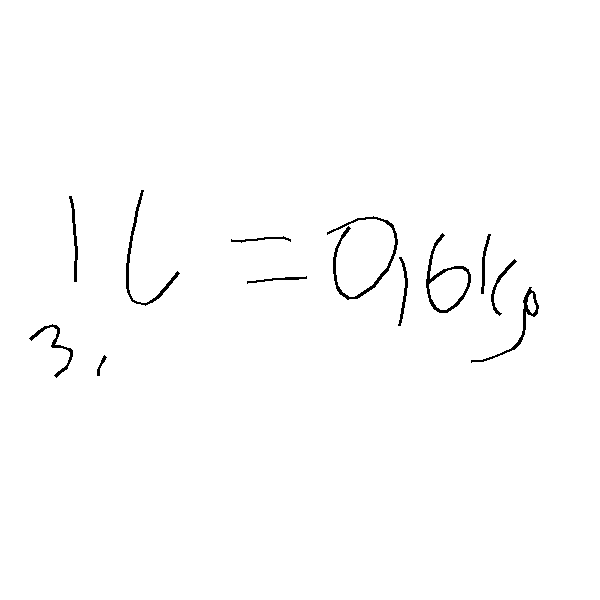 1 l = 0,6 kg
3,